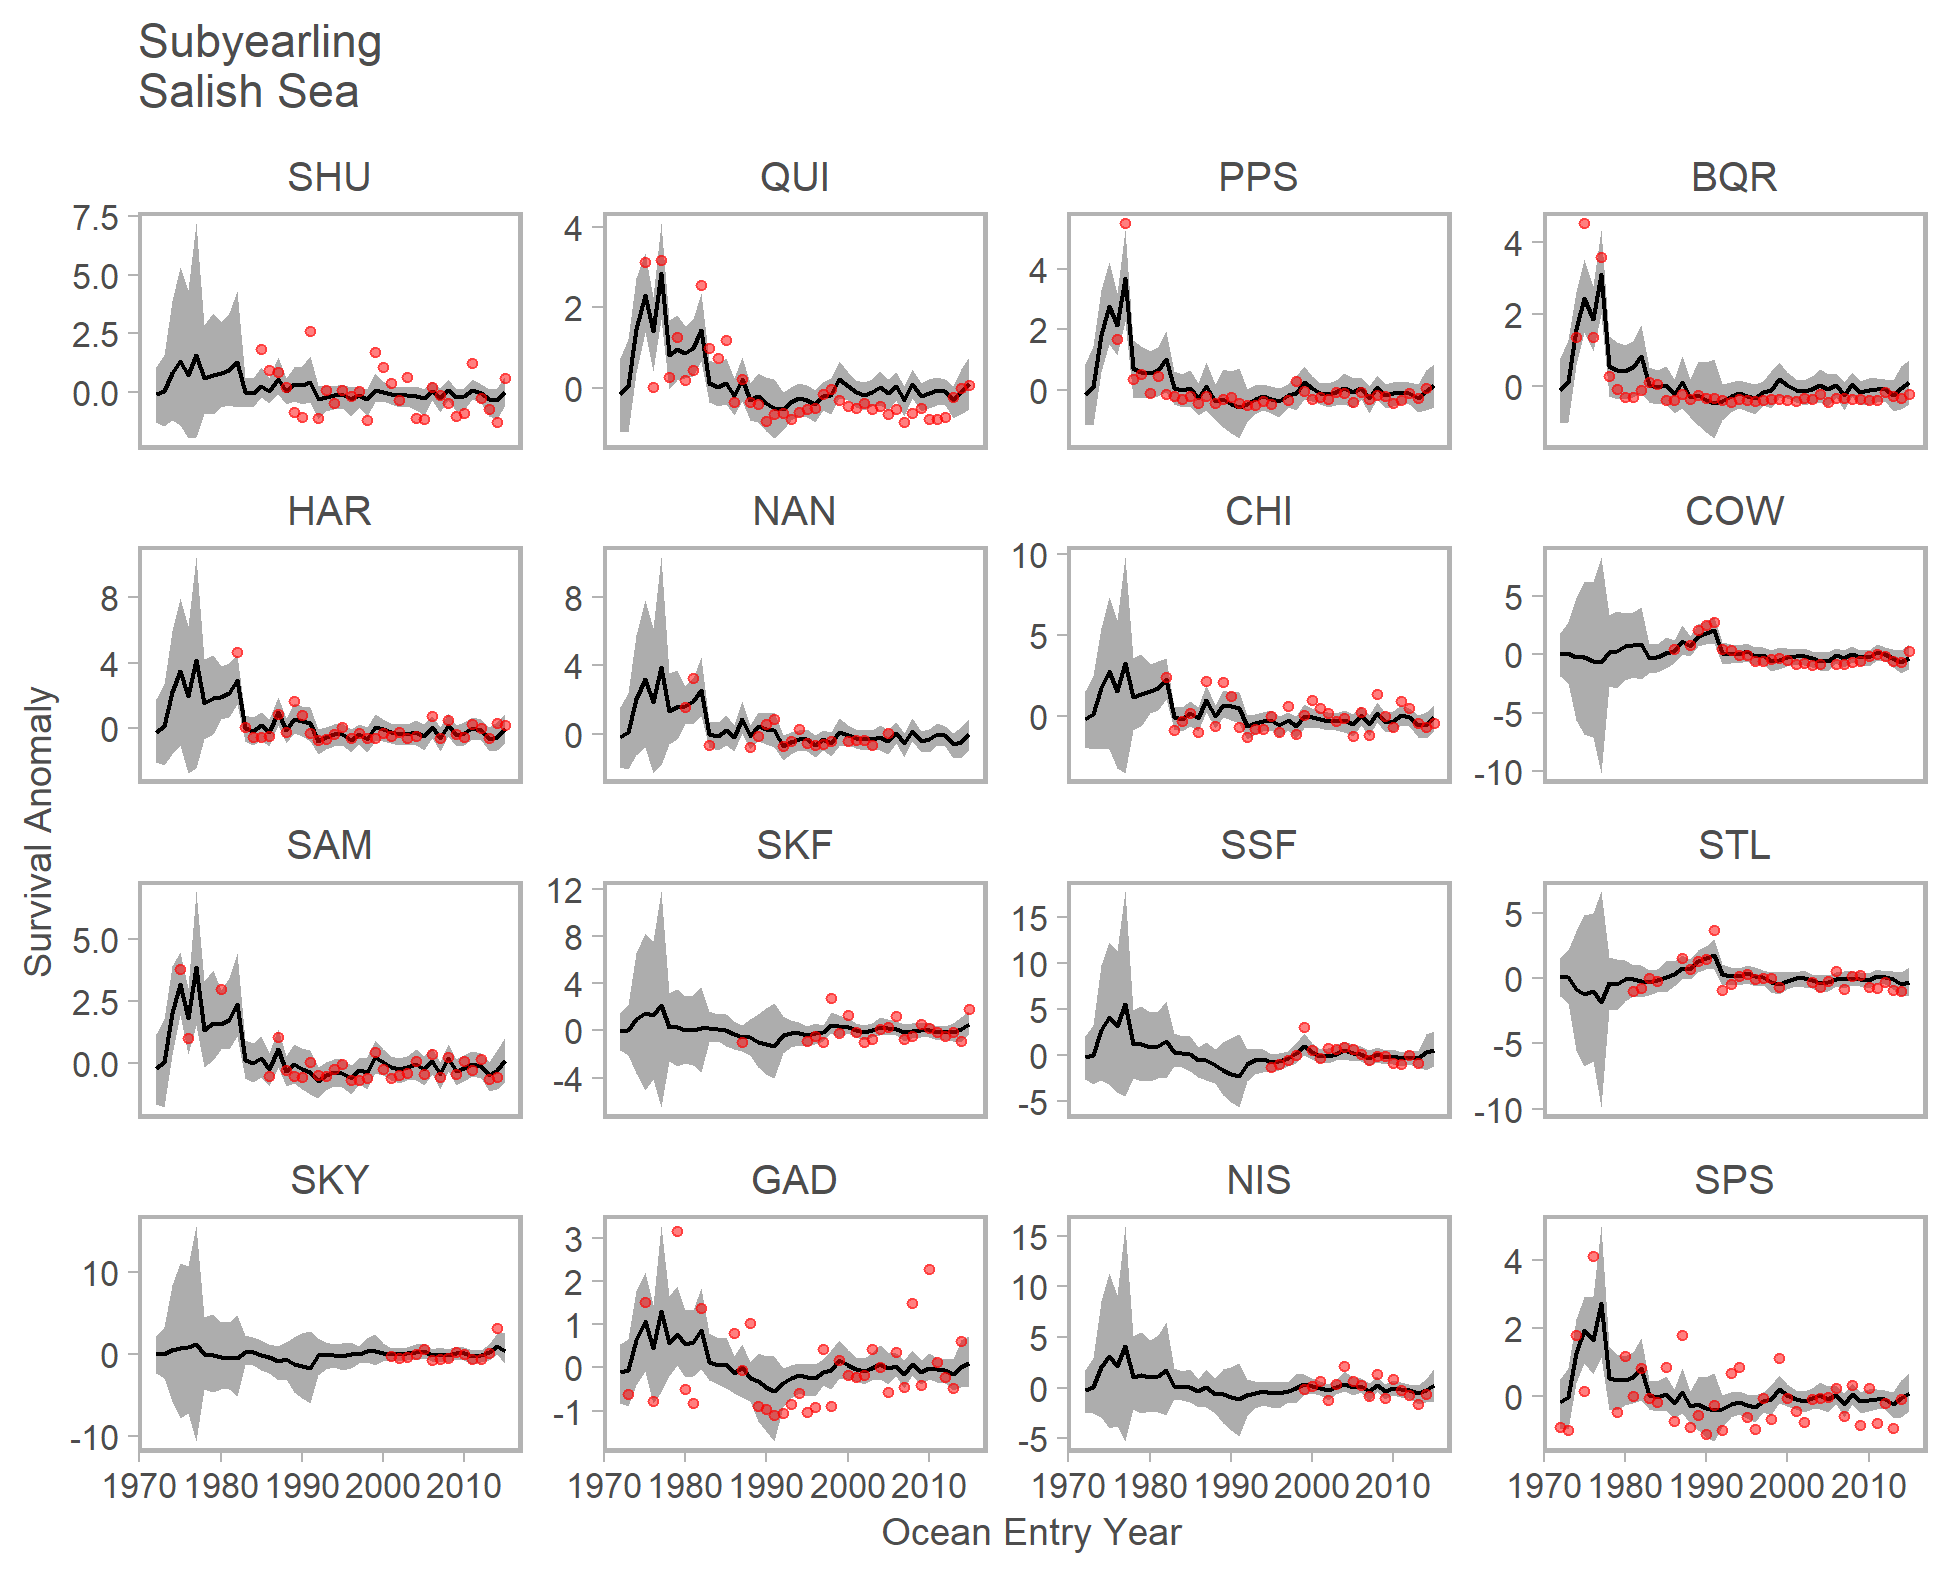 Subyearling
Salish Sea
SHU QUI PPS BQR
7.5 5.0 2.5 0.0
4 2 0
4 2 0
4 2 0
HAR NAN CHI COW
8 4 0
8 4 0
10 5 0
5 0 -5 -10
SAM SKF SSF STL
5.0 2.5 0.0
12 8 4 0 -4
15 10 5 0 -5
5 0 -5 -10
SKY GAD NIS SPS
10 0 -10
3 2 1 0 -1
15 10 5 0 -5
4 2 0
1970 1980 1990 2000 2010 1970 1980 1990 2000 2010 1970 1980 1990 2000 2010 1970 1980 1990 2000 2010
Ocean Entry Year
Survival Anomaly